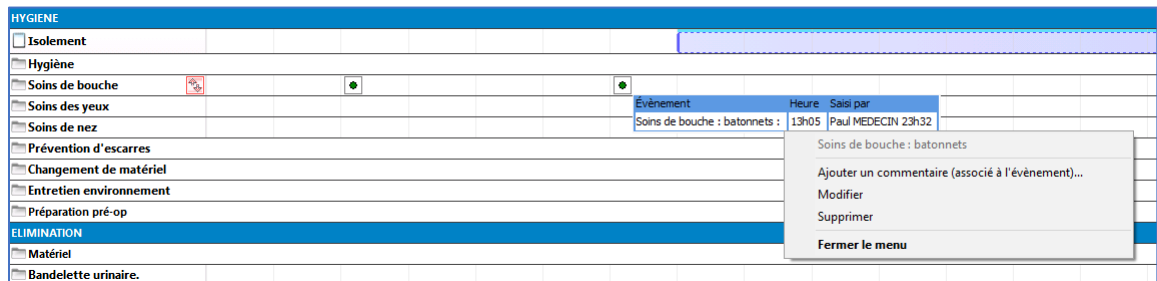 HYGIENE
Isolement
Hygiène
Soins de bouche
Soins des yeux
Évènement Heure Saisi par
Soins de bouche : batonnets : 13h05 Paul MEDECIN 23h32
Soins de nez
Prévention d'escarres
Soins de bouche : batonnets
Changement de matériel
Ajouter un commentaire (associé à l'évènement)...
Entretien environnement
Modifier
Préparation pré-op
Supprimer
ELIMINATION
Fermer le menu
Matériel
Bandelette urinaire.